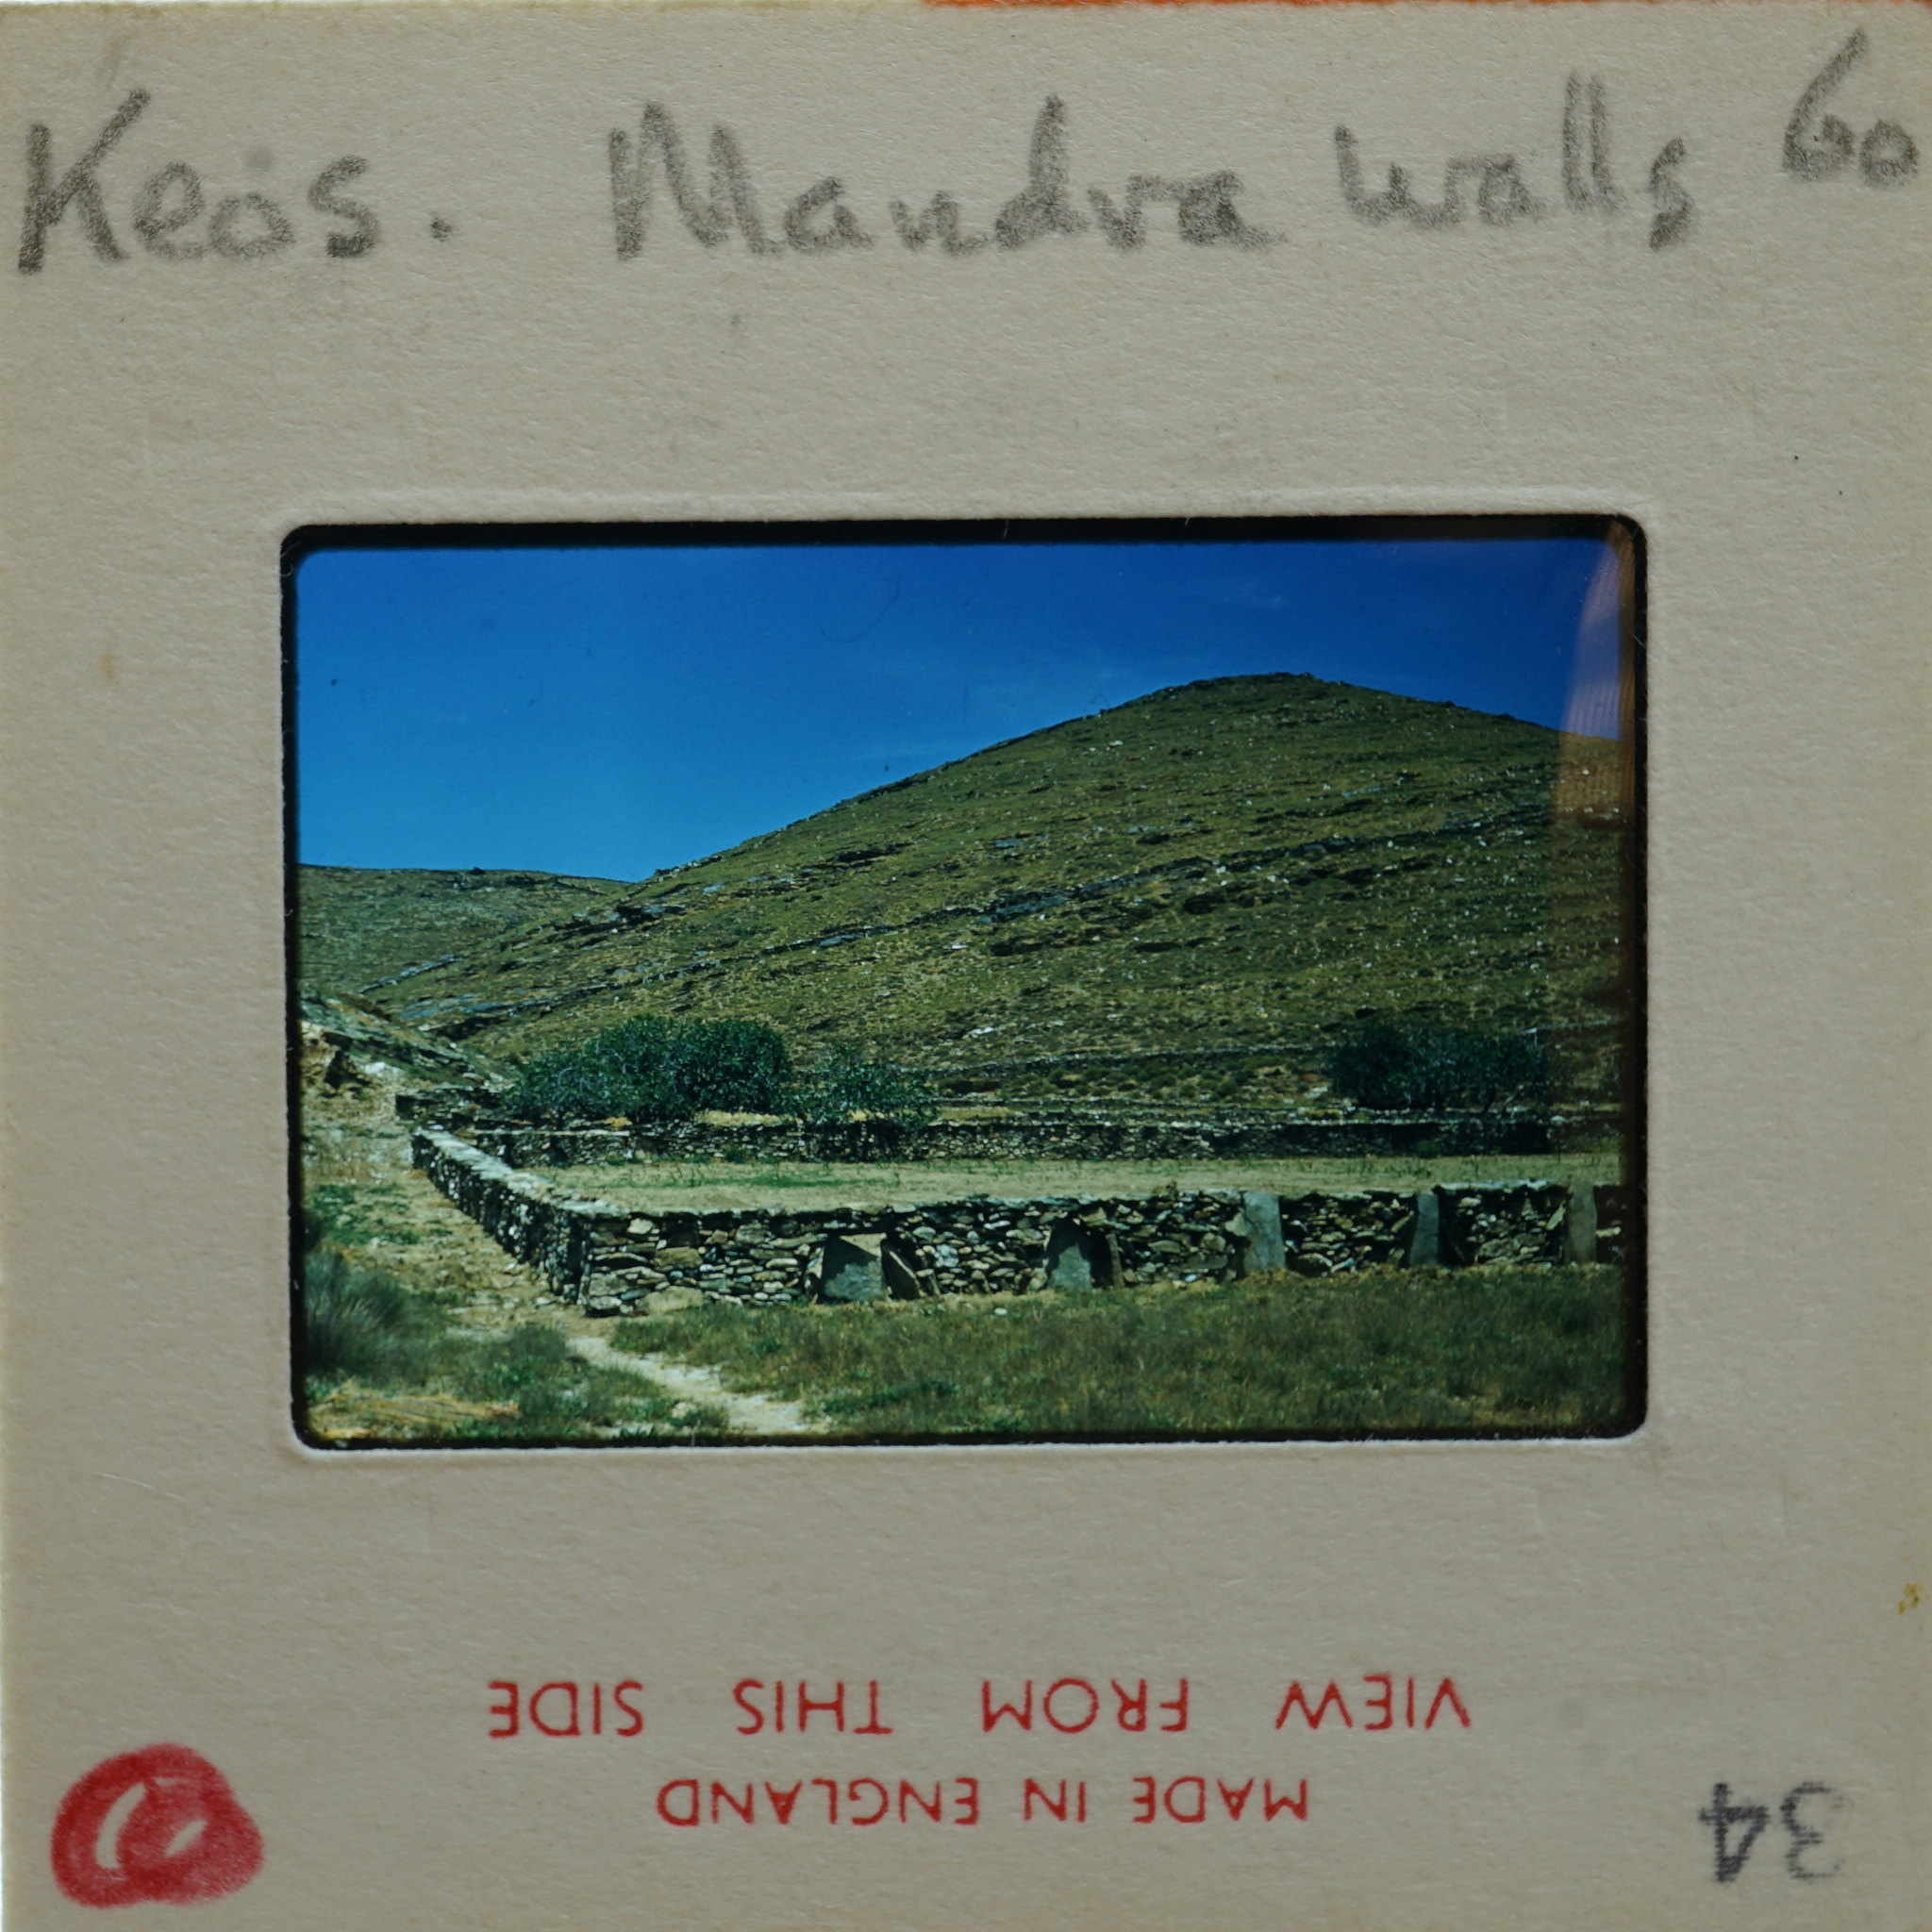 Keos. Mandra walls 60
VIEW FROM THIS SIDE
MADE IN ENGLAND
34